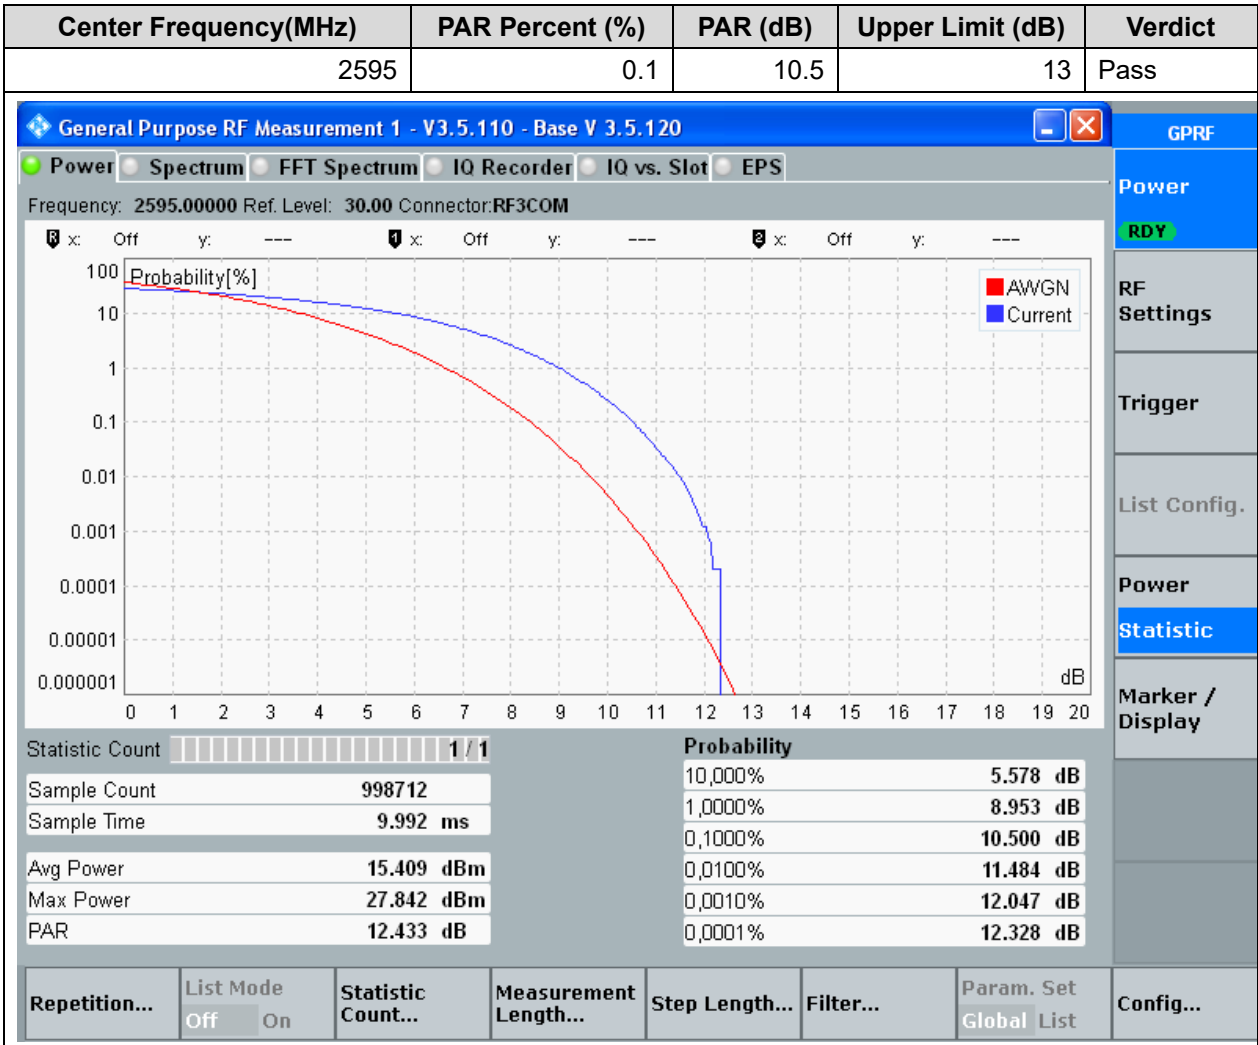 Center Frequency(MHz) PAR Percent (%) PAR (dB) Upper Limit (dB) Verdict
2595 0.1 10.5 13 Pass
General Purpose RF Measurement 1 - V3.5.110 - Base V 3.5.120
GPRF
Power Spectrum FFT Spectrum IQ Recorder IQ vs. Slot EPS
Frequency: 2595.00000 Ref. Level: 30.00 Connector:RF3COM
R x: Off y: --- 1 x: Off y: --- 2 x: Off y: ---
Probability[%]
AWGN
Current
100
10
1
0.1
0.01
0.001
0.0001
0.00001
0.000001
dB
0 1 2 3 4 5 6 7 8 9 10 11 12 13 14 15 16 17 18 19 20
Statistic Count 1 / 1
Sample Count 998712
Sample Time 9.992 ms
Avg Power 15.409 dBm
Max Power 27.842 dBm
PAR 12.433 dB
Probability
10,000% 5.578 dB
1,0000% 8.953 dB
0,1000% 10.500 dB
0,0100% 11.484 dB
0,0010% 12.047 dB
0,0001% 12.328 dB
Power
RDY
RF
Settings
Trigger
List Config.
Power
Statistic
Marker /
Display
Repetition...
List Mode
Off On
Statistic
Count...
Measurement
Length...
Step Length...
Filter...
Param. Set
Global List
Config...